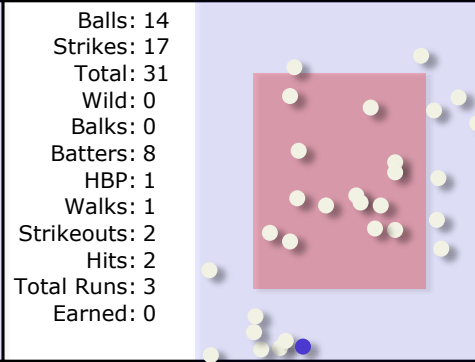 Balls: 14
Strikes: 17
Total: 31
Wild: 0
Balks: 0
Batters: 8
HBP: 1
Walks: 1
Strikeouts: 2
Hits: 2
Total Runs: 3
Earned: 0